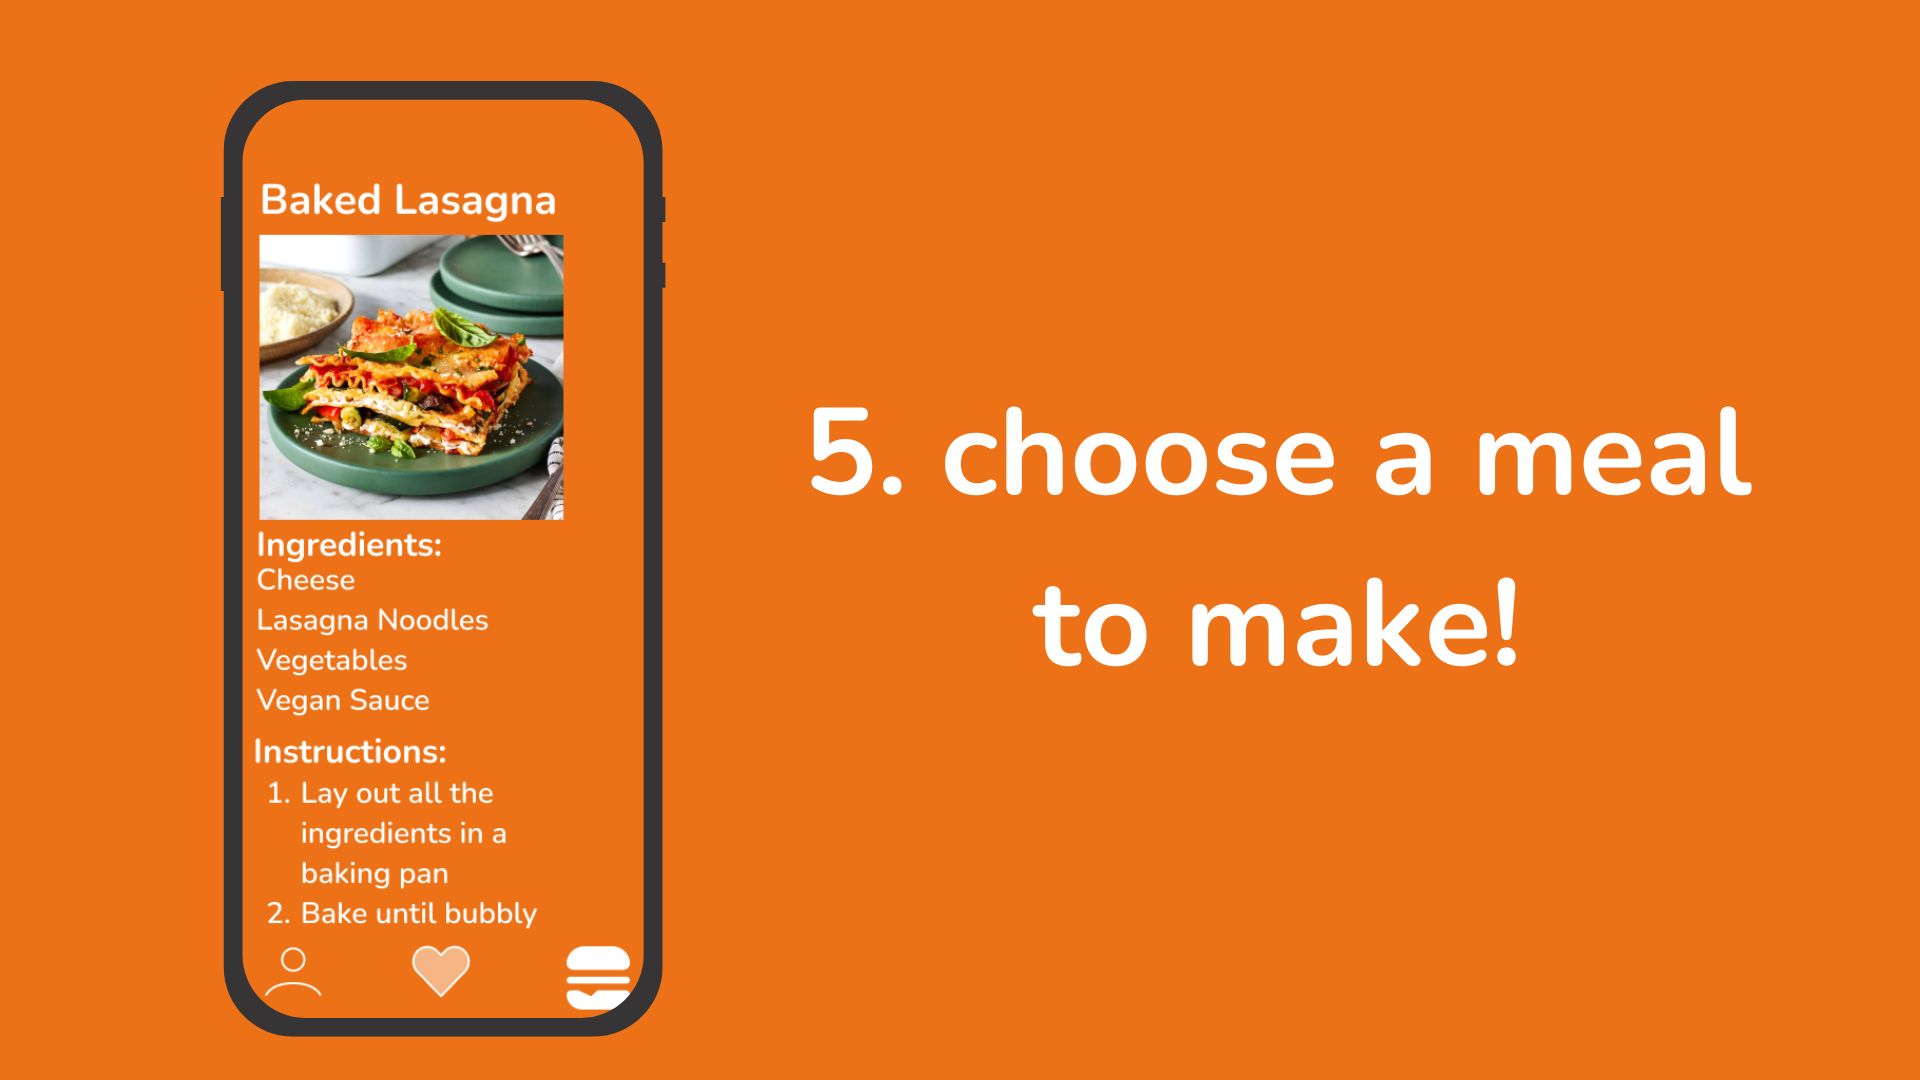 Baked Lasagna
Ingredients:
Cheese
Lasagna Noodles
Vegetables
Vegan Sauce
Instructions:
1. Lay out all the
ingredients in a
baking pan
2. Bake until bubbly
5. choose a meal
to make!